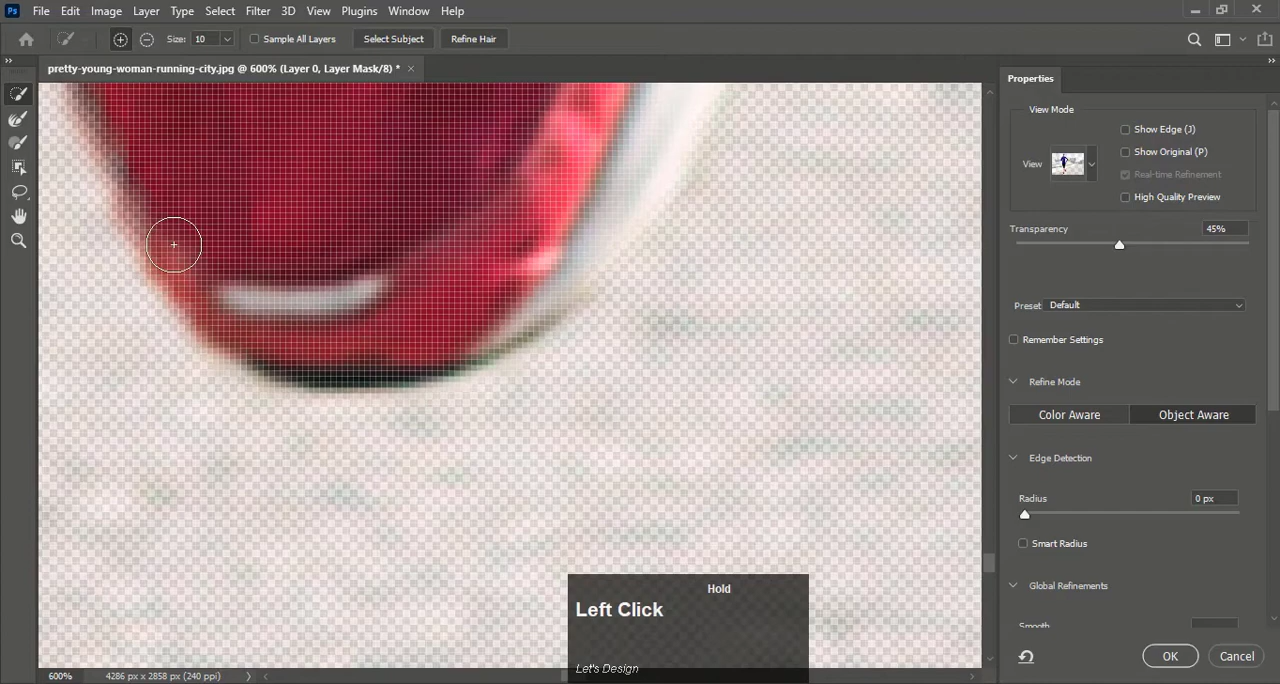 Ps File Edit Image Layer Type Select Filter 3D View Plugins Window Help
Size: 10 Sample All Layers Select Subject Refine Hair
pretty-young-woman-running-city.jpg @ 600% (Layer 0, Layer Mask/8) * ×
Properties
View Mode
Show Edge (J)
View
Show Original (P)
Real-time Refinement
High Quality Preview
Transparency 45%
Preset Default
Remember Settings
Refine Mode
Color Aware Object Aware
Edge Detection
Radius 0 px
Smart Radius
Global Refinements
Smooth
Hold
Left Click
Let's Design
OK Cancel
600% 4286 px x 2858 px (240 ppi)